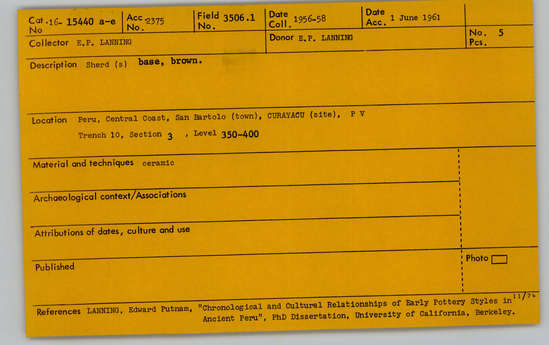 Cat No .16- 15440 a-e Acc No. 2375 Field No. 3506.1 Date Coll. 1956-58 Date Acc. 1 June 1961
Collector E.P. LANNING Donor E.P. LANNING No. Pcs. 5
Description Sherd (s) base, brown.
Location Peru, Central Coast, San Bartolo (town), CURAYACU (site), P V
Trench 10, Section 3 , Level 350-400
Material and techniques ceramic
Archaeological context/Associations
Attributions of dates, culture and use
Published Photo
11/76
References LANNING, Edward Putnam, "Chronological and Cultural Relationships of Early Pottery Styles in
Ancient Peru", PhD Dissertation, University of California, Berkeley.